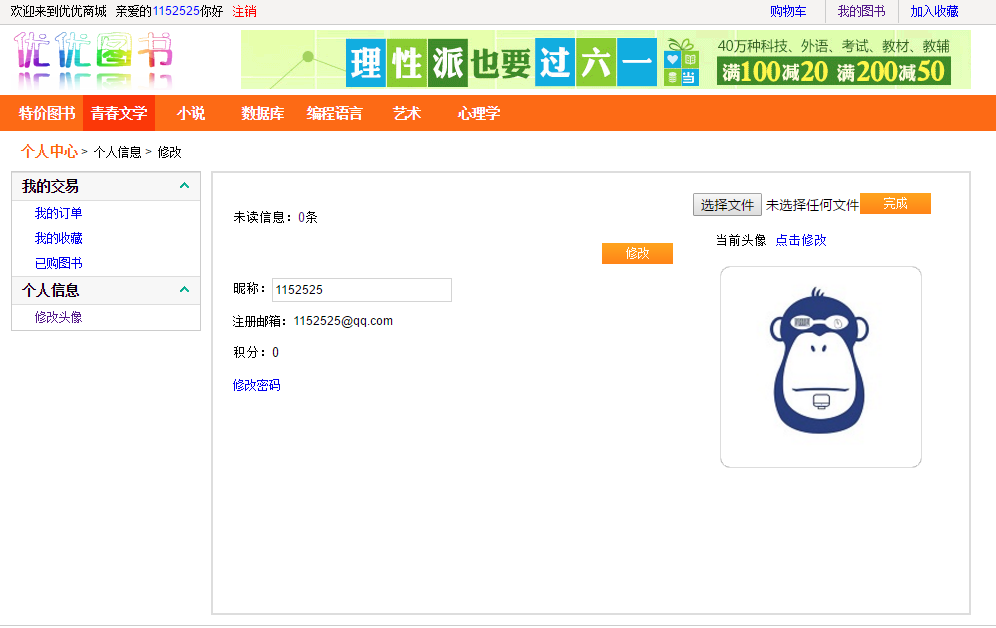 欢迎来到优优商城 亲爱的1152525你好 注销 购物车 我的图书 加入收藏
优优图书
理性派也要过六一
当
40万种科技、外语、考试、教材、教辅
满100减20 满200减50
特价图书 青春文学 小说 数据库 编程语言 艺术 心理学
个人中心> 个人信息> 修改
我的交易
我的订单
我的收藏
已购图书
个人信息
修改头像
未读信息：0条
修改
昵称：1152525
注册邮箱：1152525@qq.com
积分：0
修改密码
选择文件 未选择任何文件 完成
当前头像 点击修改